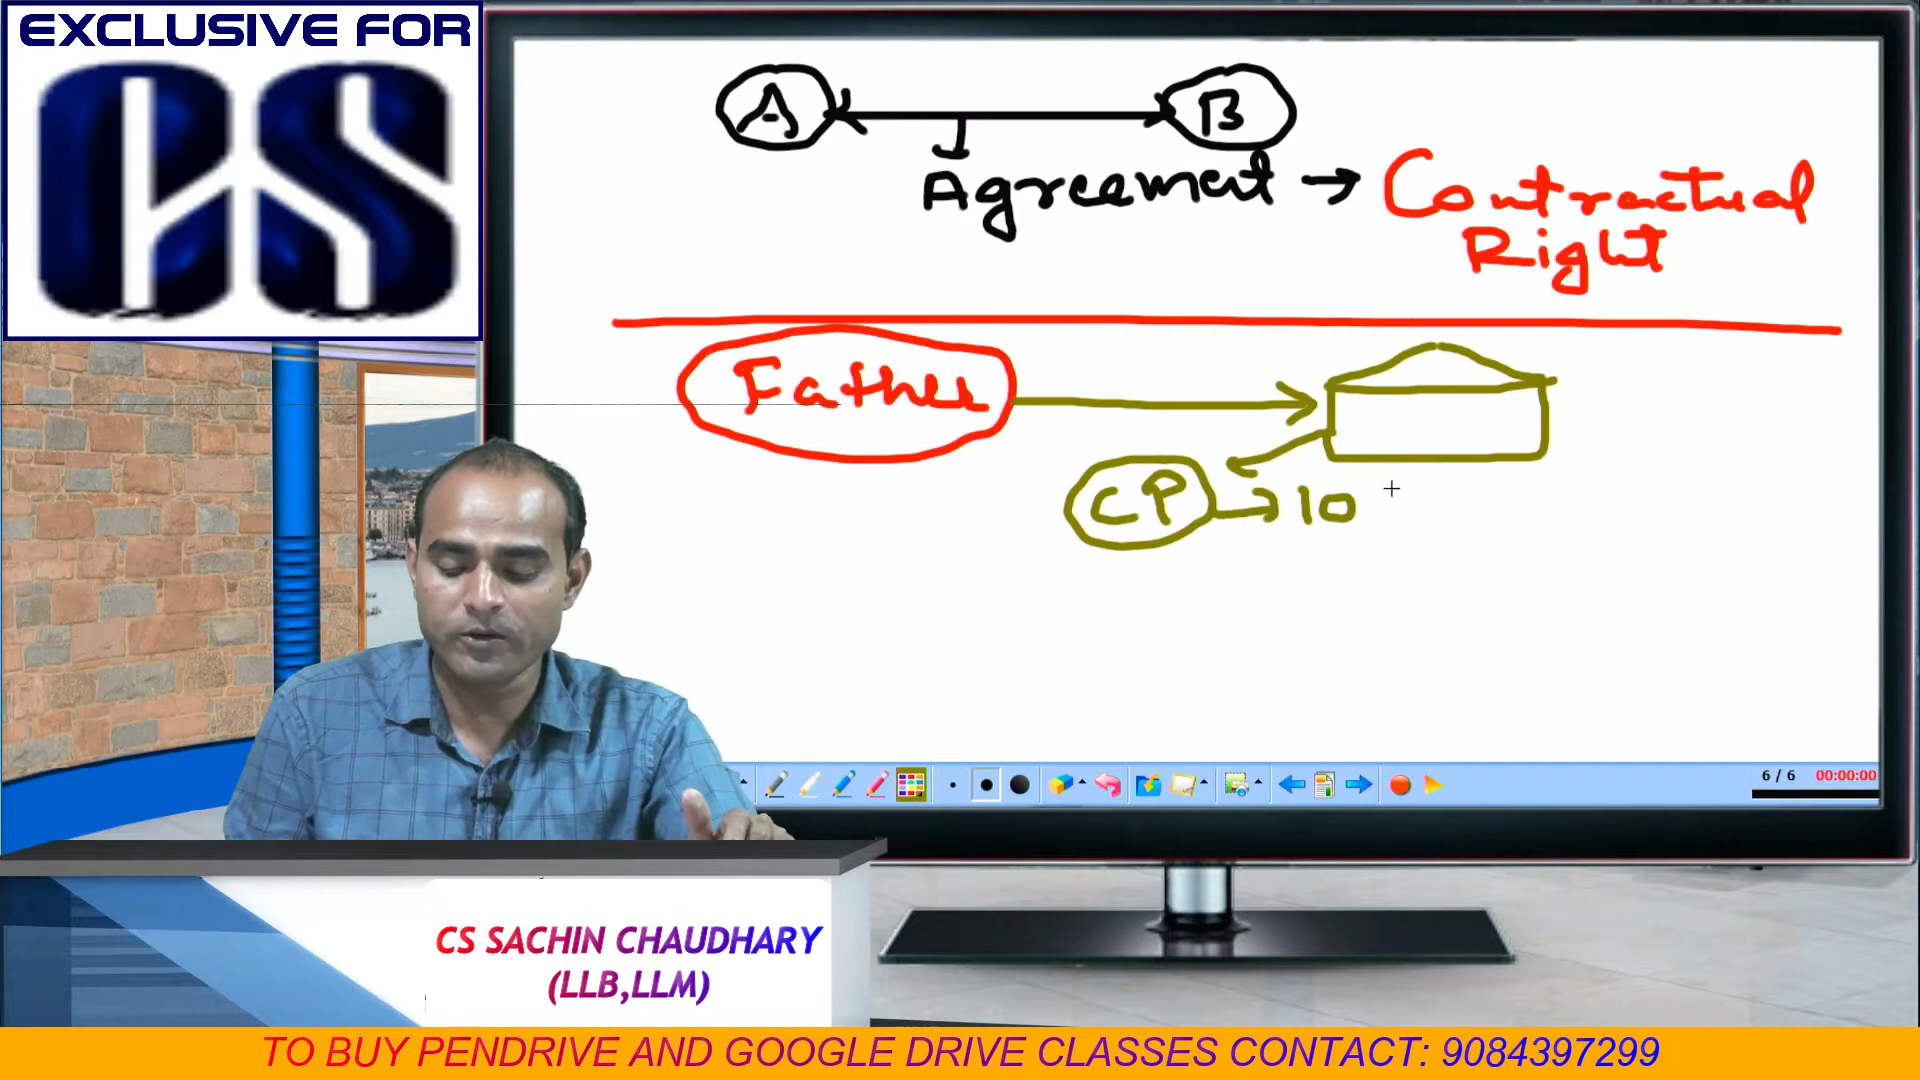 EXCLUSIVE FOR
CS
A
B
Agreement → Contractual
Right
Father
CP → 10
6 / 6 00:00:00
CS SACHIN CHAUDHARY
(LLB,LLM)
TO BUY PENDRIVE AND GOOGLE DRIVE CLASSES CONTACT: 9084397299